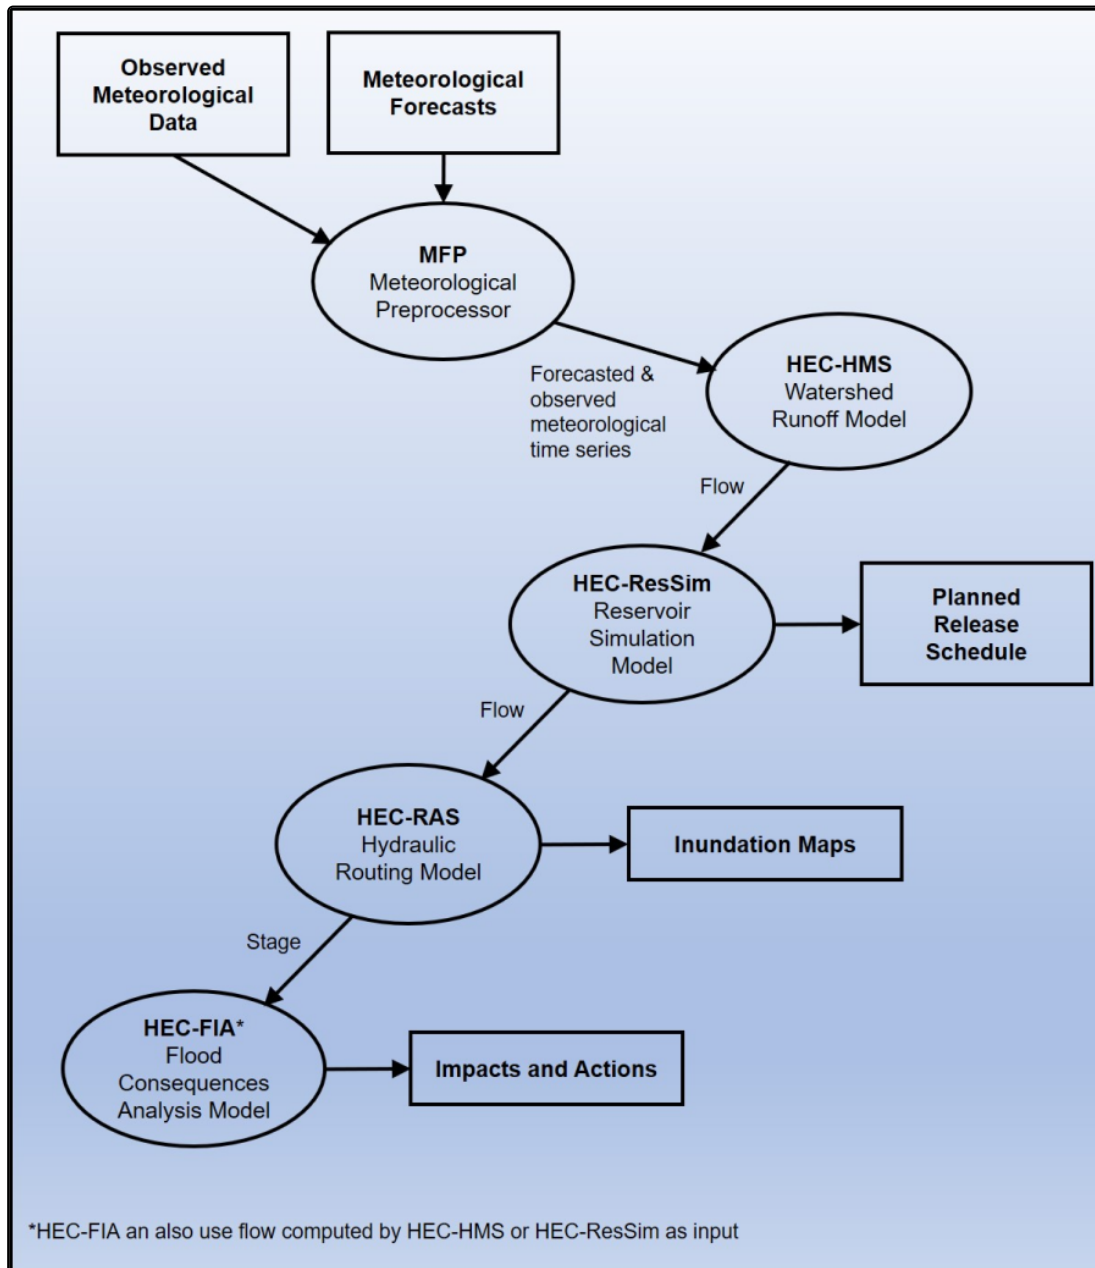 Observed
Meteorological
Data
Meteorological
Forecasts
MFP
Meteorological
Preprocessor
Forecasted &
observed
meteorological
time series
HEC-HMS
Watershed
Runoff Model
Flow
HEC-ResSim
Reservoir
Simulation
Model
Planned
Release
Schedule
Flow
HEC-RAS
Hydraulic
Routing Model
Inundation Maps
Stage
HEC-FIA*
Flood
Consequences
Analysis Model
Impacts and Actions
*HEC-FIA an also use flow computed by HEC-HMS or HEC-ResSim as input